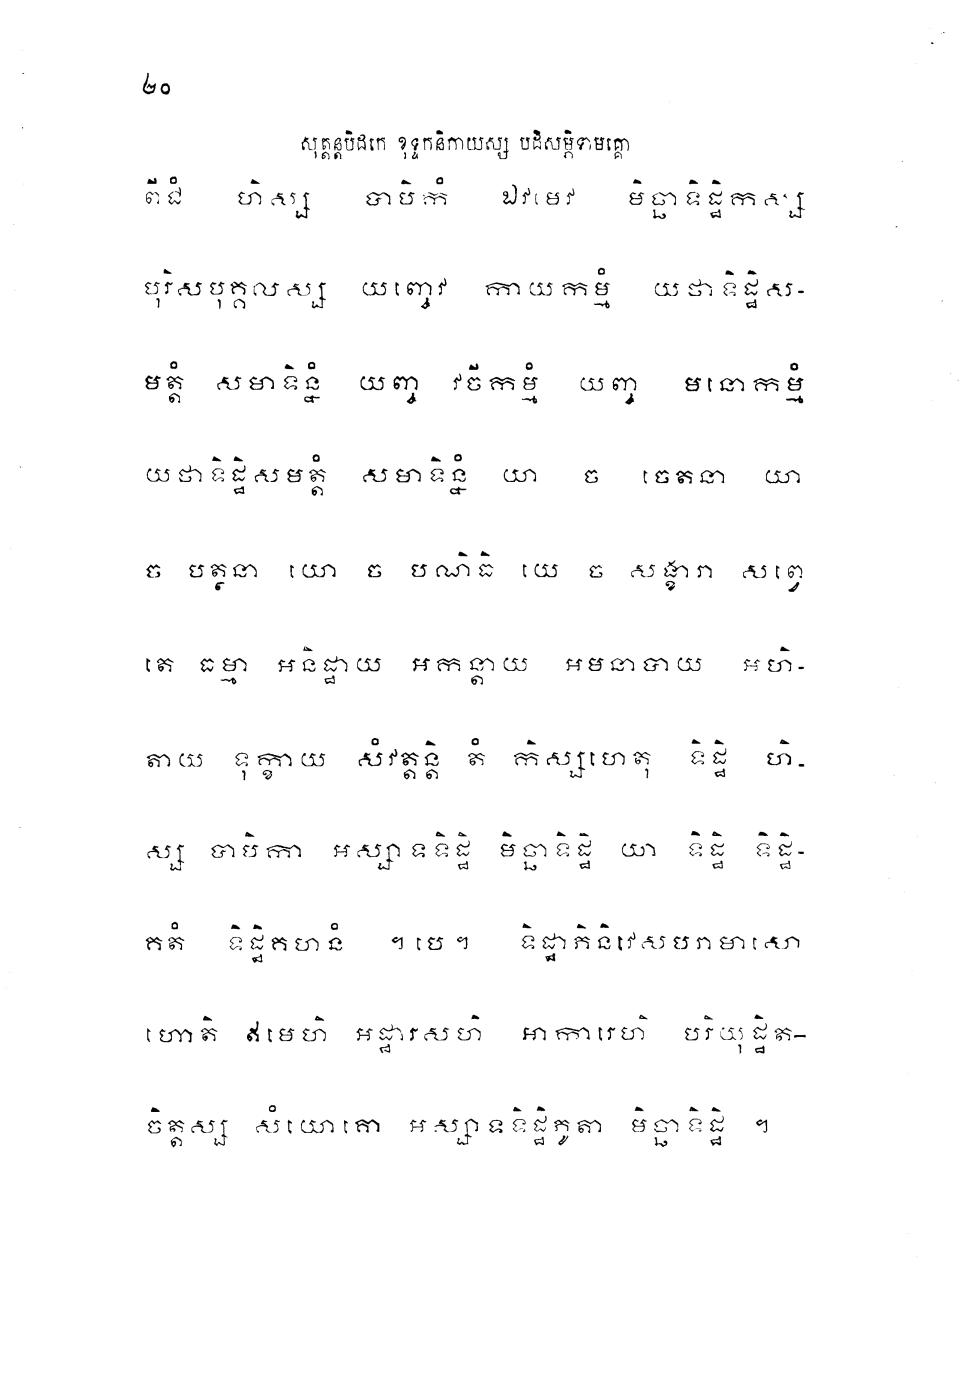 ២០
សុត្តន្តបិដកេ ខុទ្ទកនិកាយស្ស បដិសម្ភិទាមគ្គោ
ពីជំ ហិស្ស បាបិកំ ឯវមេវ មិច្ឆាទិដ្ឋិកស្ស
បុរិសបុគ្គលស្ស យញ្ចេវ កាយកម្មំ យថាទិដ្ឋិស-
មត្តំ សមាទិន្នំ យញ្ច វចីកម្មំ យញ្ច មនោកម្មំ
យថាទិដ្ឋិសមត្តំ សមាទិន្នំ យា ច ចេតនា យា
ច បត្ថនា យោ ច បណិធិ យេ ច សង្ខារា សព្វេ
តេ ធម្មា អនិដ្ឋាយ អកន្តាយ អមនាបាយ អហិ-
តាយ ទុក្ខាយ សំវត្តន្តិ តំ កិស្សហេតុ ទិដ្ឋិ ហិ-
ស្ស បាបិកា អស្សាទទិដ្ឋិ មិច្ឆាទិដ្ឋិ យា ទិដ្ឋិ ទិដ្ឋិ-
គតំ ទិដ្ឋិគហនំ ។បេ។ ទិដ្ឋាភិនិវេសបរាមាសោ
ហោតិ ឥមេហិ អដ្ឋារសហិ អាការេហិ បរិយុដ្ឋិត-
ចិត្តស្ស សំយោគោ អស្សាទទិដ្ឋិភូតា មិច្ឆាទិដ្ឋិ ។